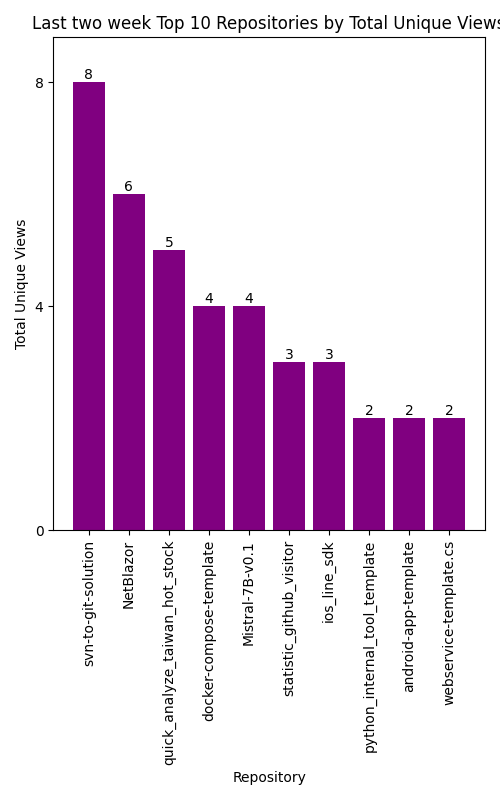 Last two week Top 10 Repositories by Total Unique Views
8
6
5
4
4
3
3
2
2
2
8
4
0
Total Unique Views
svn-to-git-solution
NetBlazor
quick_analyze_taiwan_hot_stock
docker-compose-template
Mistral-7B-v0.1
statistic_github_visitor
ios_line_sdk
python_internal_tool_template
android-app-template
webservice-template.cs
Repository